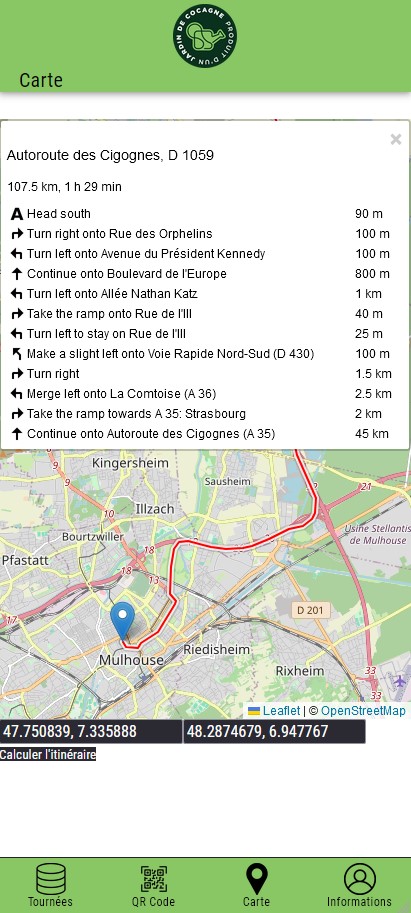 JARDIN DE COCAGNE PRODUIT D'UN
Carte
×
Autoroute des Cigognes, D 1059
107.5 km, 1 h 29 min
Head south 90 m
Turn right onto Rue des Orphelins 100 m
Turn left onto Avenue du Président Kennedy 100 m
Continue onto Boulevard de l'Europe 800 m
Turn left onto Allée Nathan Katz 1 km
Take the ramp onto Rue de l'Ill 40 m
Turn left to stay on Rue de l'Ill 25 m
Make a slight left onto Voie Rapide Nord-Sud (D 430) 100 m
Turn right 1.5 km
Merge left onto La Comtoise (A 36) 2.5 km
Take the ramp towards A 35: Strasbourg 2 km
Continue onto Autoroute des Cigognes (A 35) 45 km
Kingersheim
Sausheim
20
21
Illzach
Usine Stellantis de Mulhouse
Bourtzwiller
18
18
Pfastatt
13
17
D 201
Mulhouse
Riedisheim
Rixheim
Leaflet | © OpenStreetMap
47.750839, 7.335888 48.2874679, 6.947767
Calculer l'itinéraire
Tournées QR Code Carte Informations